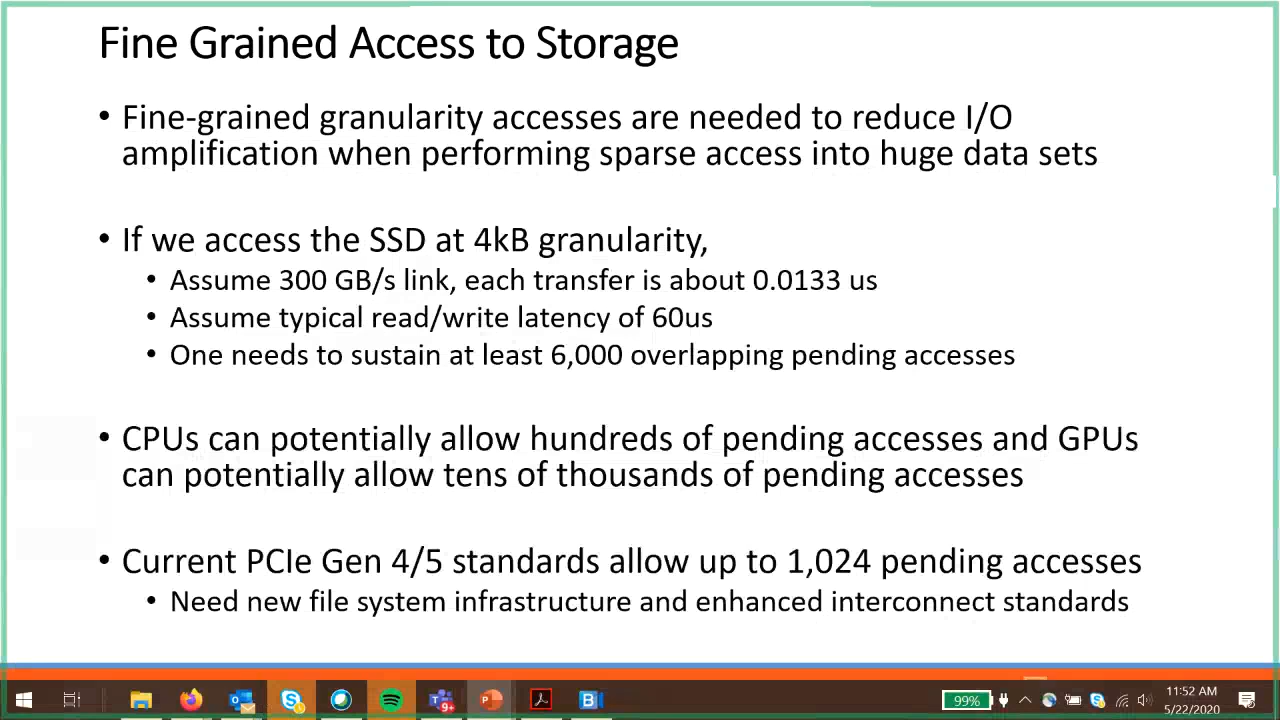 Fine Grained Access to Storage
• Fine-grained granularity accesses are needed to reduce I/O
amplification when performing sparse access into huge data sets
• If we access the SSD at 4kB granularity,
• Assume 300 GB/s link, each transfer is about 0.0133 us
• Assume typical read/write latency of 60us
• One needs to sustain at least 6,000 overlapping pending accesses
• CPUs can potentially allow hundreds of pending accesses and GPUs
can potentially allow tens of thousands of pending accesses
• Current PCIe Gen 4/5 standards allow up to 1,024 pending accesses
• Need new file system infrastructure and enhanced interconnect standards
99%
11:52 AM
5/22/2020
9+